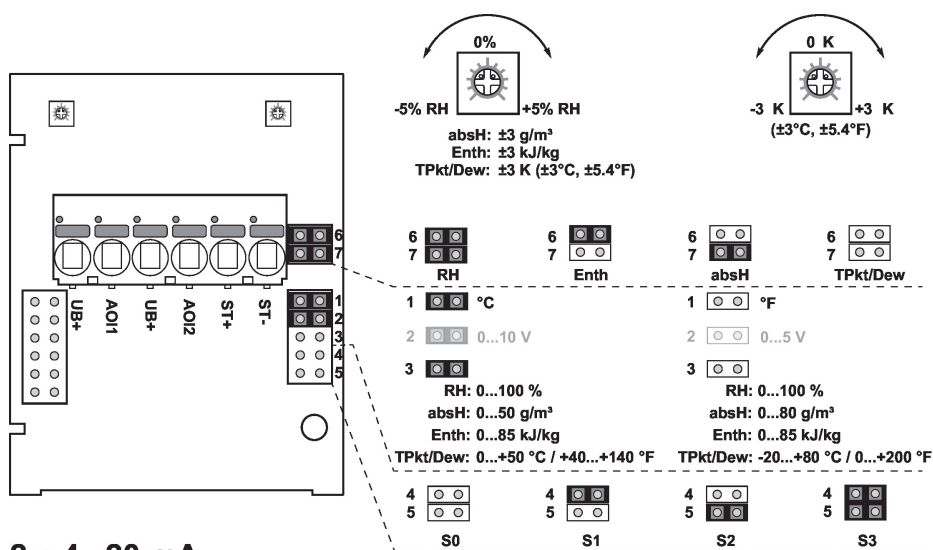 0%
-5% RH
+5% RH
absH: ±3 g/m³
Enth: ±3 kJ/kg
TPkt/Dew: ±3 K (±3°C, ±5.4°F)
0 K
-3 K
+3 K
(±3°C, ±5.4°F)
6
7
1
2
3
4
5
UB+
AOI1
UB+
AOI2
ST+
ST-
6
7
RH
6
7
Enth
6
7
absH
6
7
TPkt/Dew
1 °C
1 °F
2 0...10 V
2 0...5 V
3
3
RH: 0...100 %
absH: 0...50 g/m³
Enth: 0...85 kJ/kg
TPkt/Dew: 0...+50 °C / +40...+140 °F
RH: 0...100 %
absH: 0...80 g/m³
Enth: 0...85 kJ/kg
TPkt/Dew: -20...+80 °C / 0...+200 °F
4
5
S0
4
5
S1
4
5
S2
4
5
S3